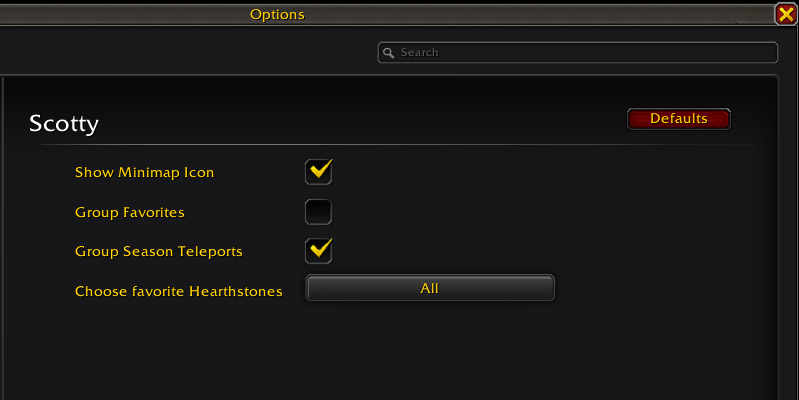 Options
Search
Scotty
Defaults
Show Minimap Icon
Group Favorites
Group Season Teleports
Choose favorite Hearthstones
All